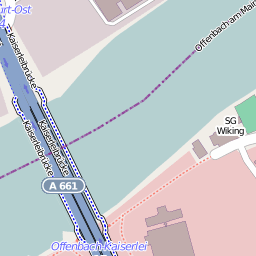 urt-Ost
Kaiserleibrücke
Offenbach-am-Main
SG
Wiking
Kaiserleibrücke
Kaiserleibrücke
A 661
Offenbach-Kaiserlei